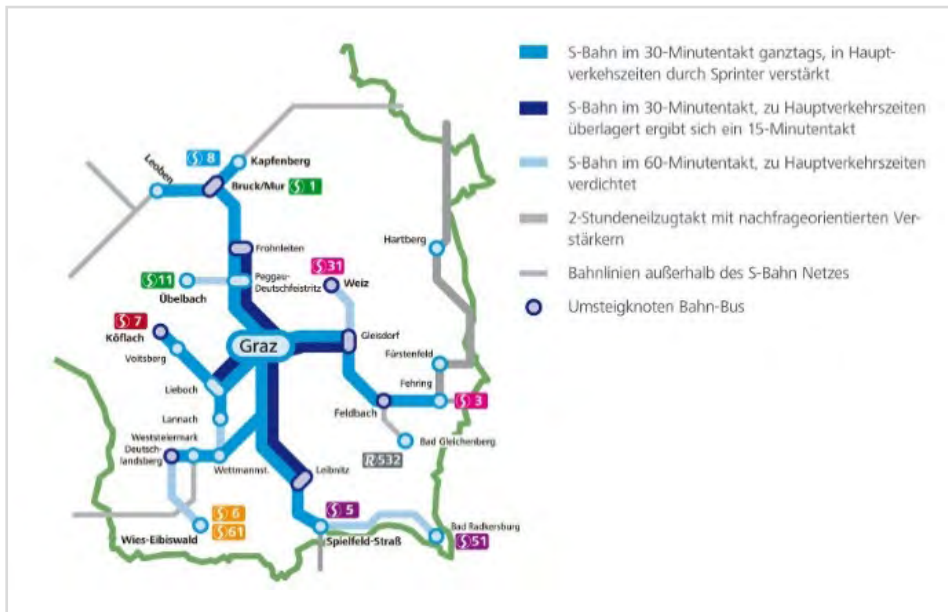 S-Bahn im 30-Minutentakt ganztags, in Haupt-
verkehszeiten durch Sprinter verstärkt
S-Bahn im 30-Minutentakt, zu Hauptverkehrszeiten
überlagert ergibt sich ein 15-Minutentakt
S-Bahn im 60-Minutentakt, zu Hauptverkehrszeiten
verdichtet
2-Stundeneilzugtakt mit nachfrageorientierten Ver-
stärkern
Bahnlinien außerhalb des S-Bahn Netzes
Umsteigknoten Bahn-Bus
S 8
Kapfenberg
Leoben
Bruck/Mur S 1
Frohnleiten
Hartberg
S 11
Peggau-
Deutschfeistritz
S 31
Weiz
Übelbach
S 7
Köflach
Graz
Gleisdorf
Voitsberg
Fürstenfeld
Lieboch
Fehring
S 3
Lannach
Feldbach
Weststeiermark
Deutsch-
landsberg
Wettmannst.
Bad Gleichenberg
R 532
Leibnitz
S 6
S 61
Wies-Eibiswald
S 5
Spielfeld-Straß
Bad Radkersburg
S 51